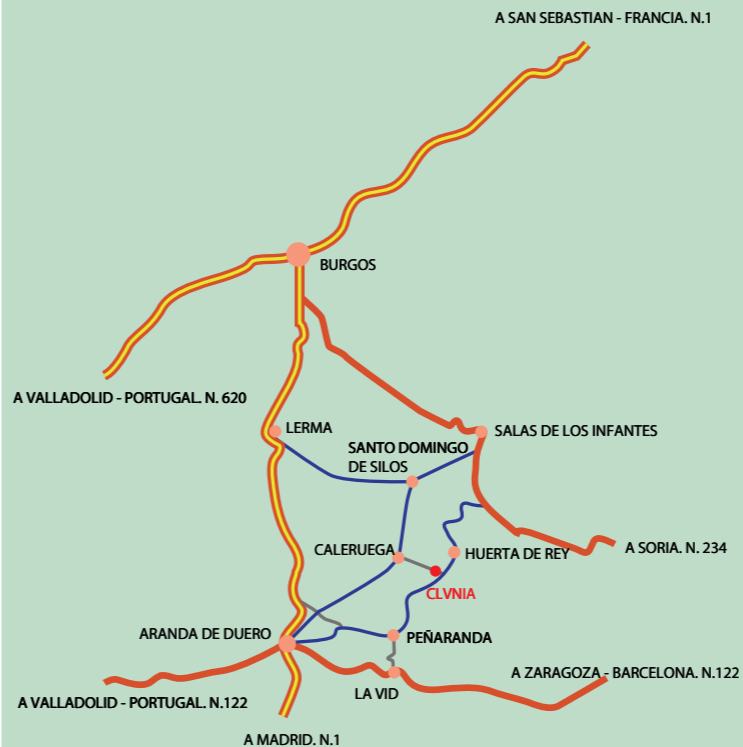 A SAN SEBASTIAN - FRANCIA. N.1
BURGOS
A VALLADOLID - PORTUGAL. N. 620
LERMA
SALAS DE LOS INFANTES
SANTO DOMINGO
DE SILOS
CALERUEGA
HUERTA DE REY
A SORIA. N. 234
CLVNIA
ARANDA DE DUERO
PEÑARANDA
A ZARAGOZA - BARCELONA. N.122
LA VID
A VALLADOLID - PORTUGAL. N.122
A MADRID. N.1